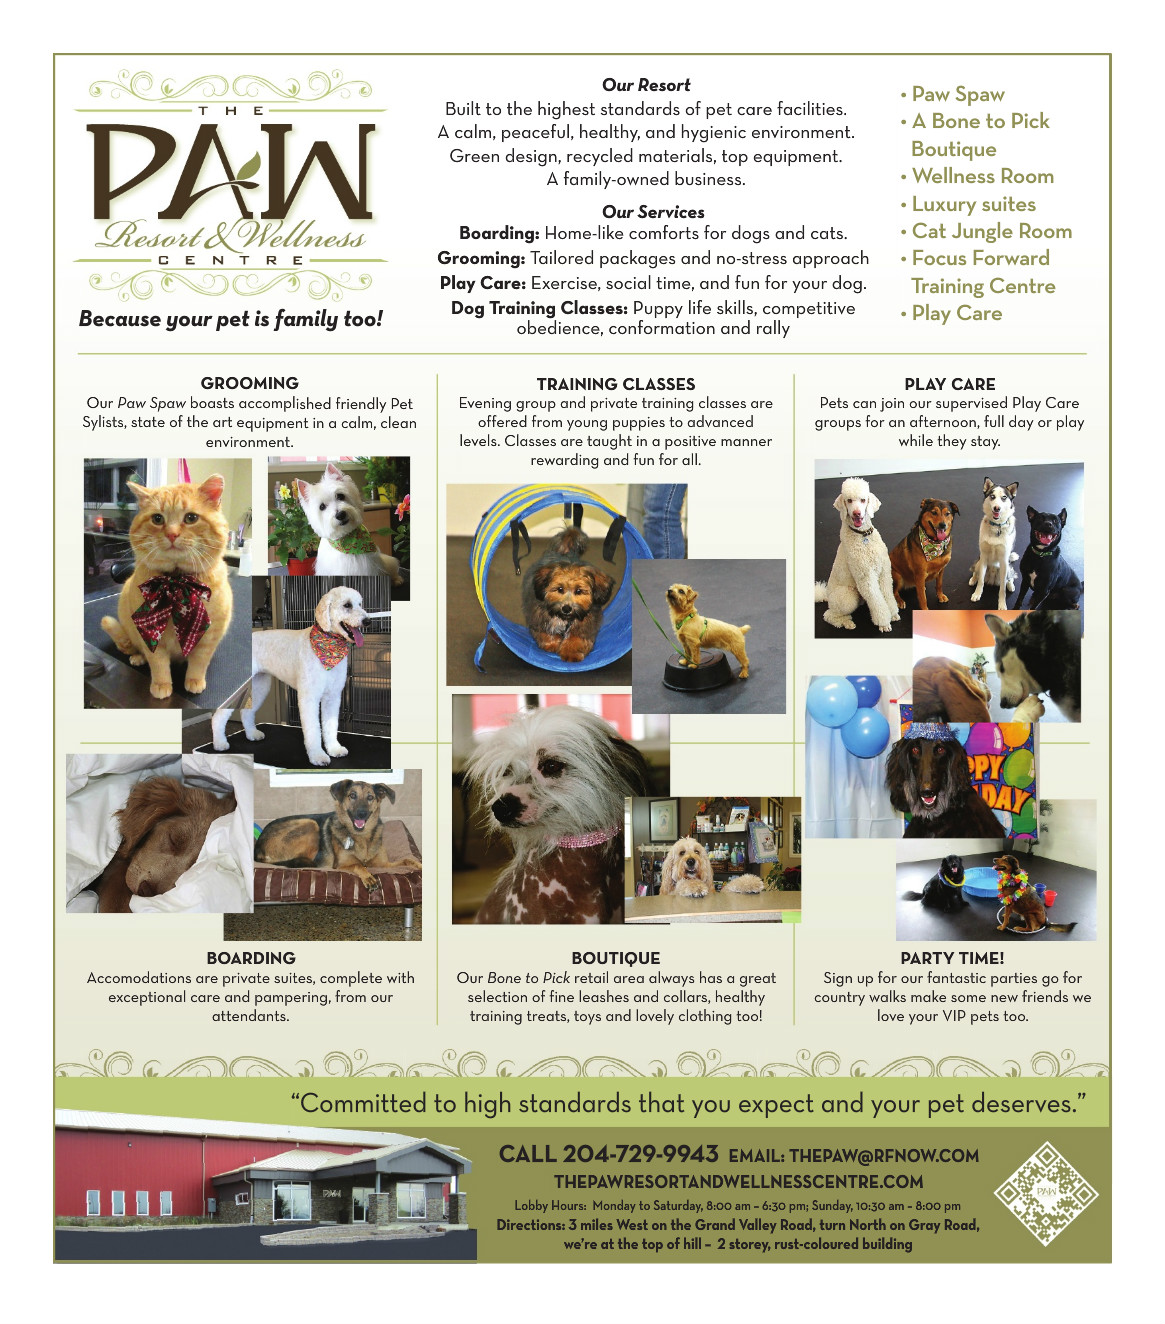 THE
PAW
Resort & Wellness
CENTRE
Because your pet is family too!
Our Resort
Built to the highest standards of pet care facilities.
A calm, peaceful, healthy, and hygienic environment.
Green design, recycled materials, top equipment.
A family-owned business.
Our Services
Boarding: Home-like comforts for dogs and cats.
Grooming: Tailored packages and no-stress approach
Play Care: Exercise, social time, and fun for your dog.
Dog Training Classes: Puppy life skills, competitive
obedience, conformation and rally
• Paw Spaw
• A Bone to Pick
Boutique
• Wellness Room
• Luxury suites
• Cat Jungle Room
• Focus Forward
Training Centre
• Play Care
GROOMING
Our Paw Spaw boasts accomplished friendly Pet
Sylists, state of the art equipment in a calm, clean
environment.
TRAINING CLASSES
Evening group and private training classes are
offered from young puppies to advanced
levels. Classes are taught in a positive manner
rewarding and fun for all.
PLAY CARE
Pets can join our supervised Play Care
groups for an afternoon, full day or play
while they stay.
PPY
DAY
BOARDING
Accomodations are private suites, complete with
exceptional care and pampering, from our
attendants.
BOUTIQUE
Our Bone to Pick retail area always has a great
selection of fine leashes and collars, healthy
training treats, toys and lovely clothing too!
PARTY TIME!
Sign up for our fantastic parties go for
country walks make some new friends we
love your VIP pets too.
“Committed to high standards that you expect and your pet deserves.”
PAW
CALL 204-729-9943 EMAIL: THEPAW@RFNOW.COM
THEPAWRESORTANDWELLNESSCENTRE.COM
Lobby Hours: Monday to Saturday, 8:00 am – 6:30 pm; Sunday, 10:30 am – 8:00 pm
Directions: 3 miles West on the Grand Valley Road, turn North on Gray Road,
we're at the top of hill – 2 storey, rust-coloured building
PAW